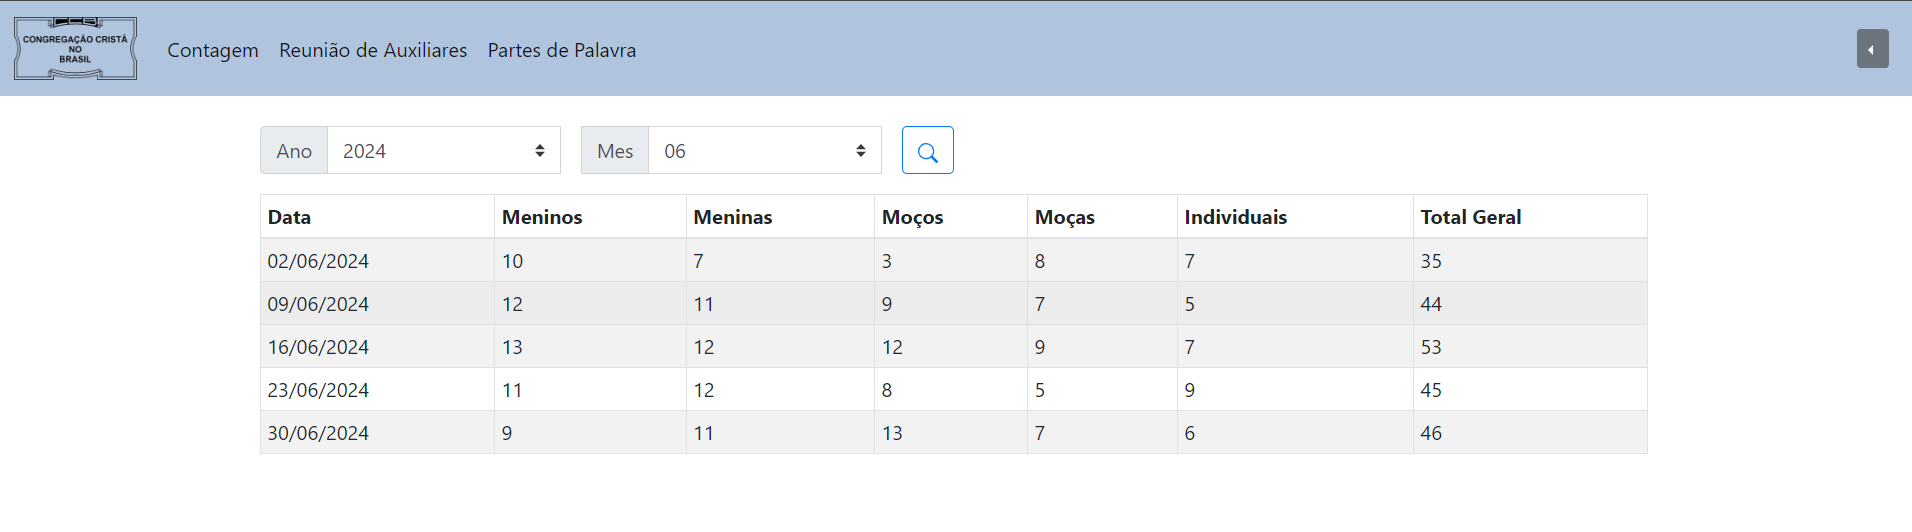 CONGREGAÇÃO CRISTÃ
NO
BRASIL
Contagem Reunião de Auxiliares Partes de Palavra
Ano 2024 Mes 06
Data Meninos Meninas Moços Moças Individuais Total Geral
02/06/2024 10 7 3 8 7 35
09/06/2024 12 11 9 7 5 44
16/06/2024 13 12 12 9 7 53
23/06/2024 11 12 8 5 9 45
30/06/2024 9 11 13 7 6 46